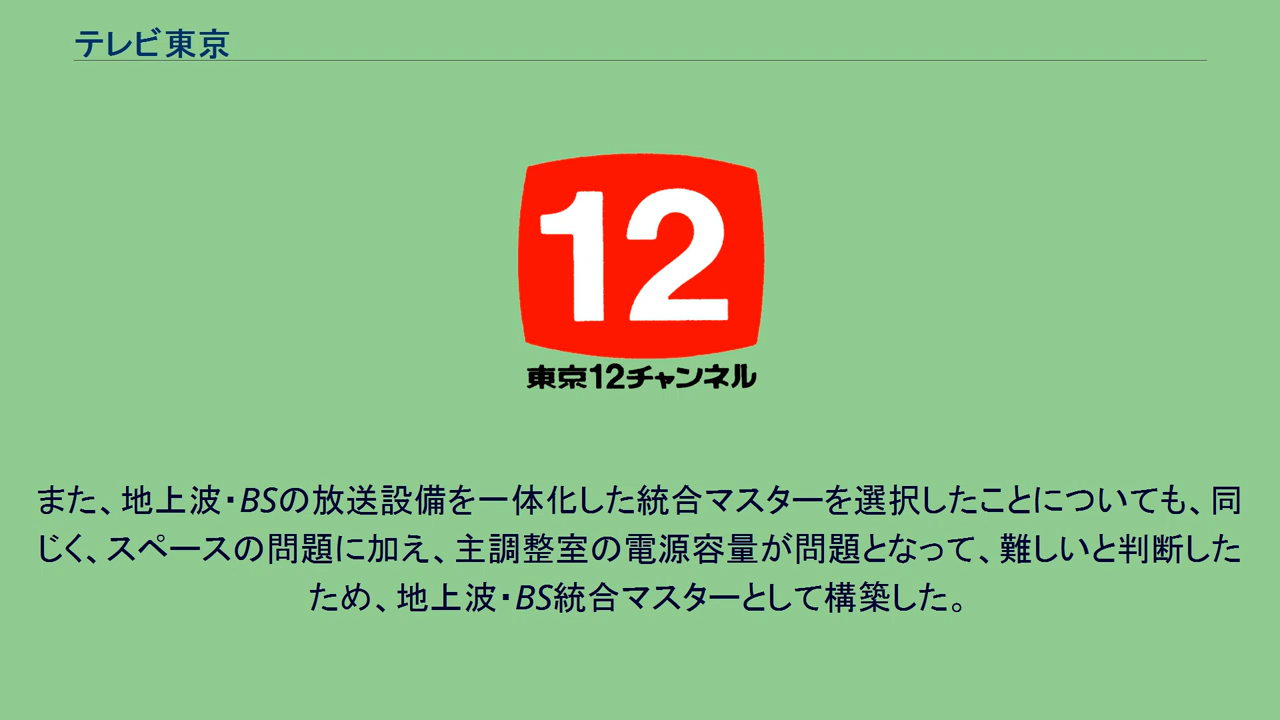 テレビ東京
12
東京12チャンネル
また、地上波・BSの放送設備を一体化した統合マスターを選択したことについても、同
じく、スペースの問題に加え、主調整室の電源容量が問題となって、難しいと判断した
ため、地上波・BS統合マスターとして構築した。